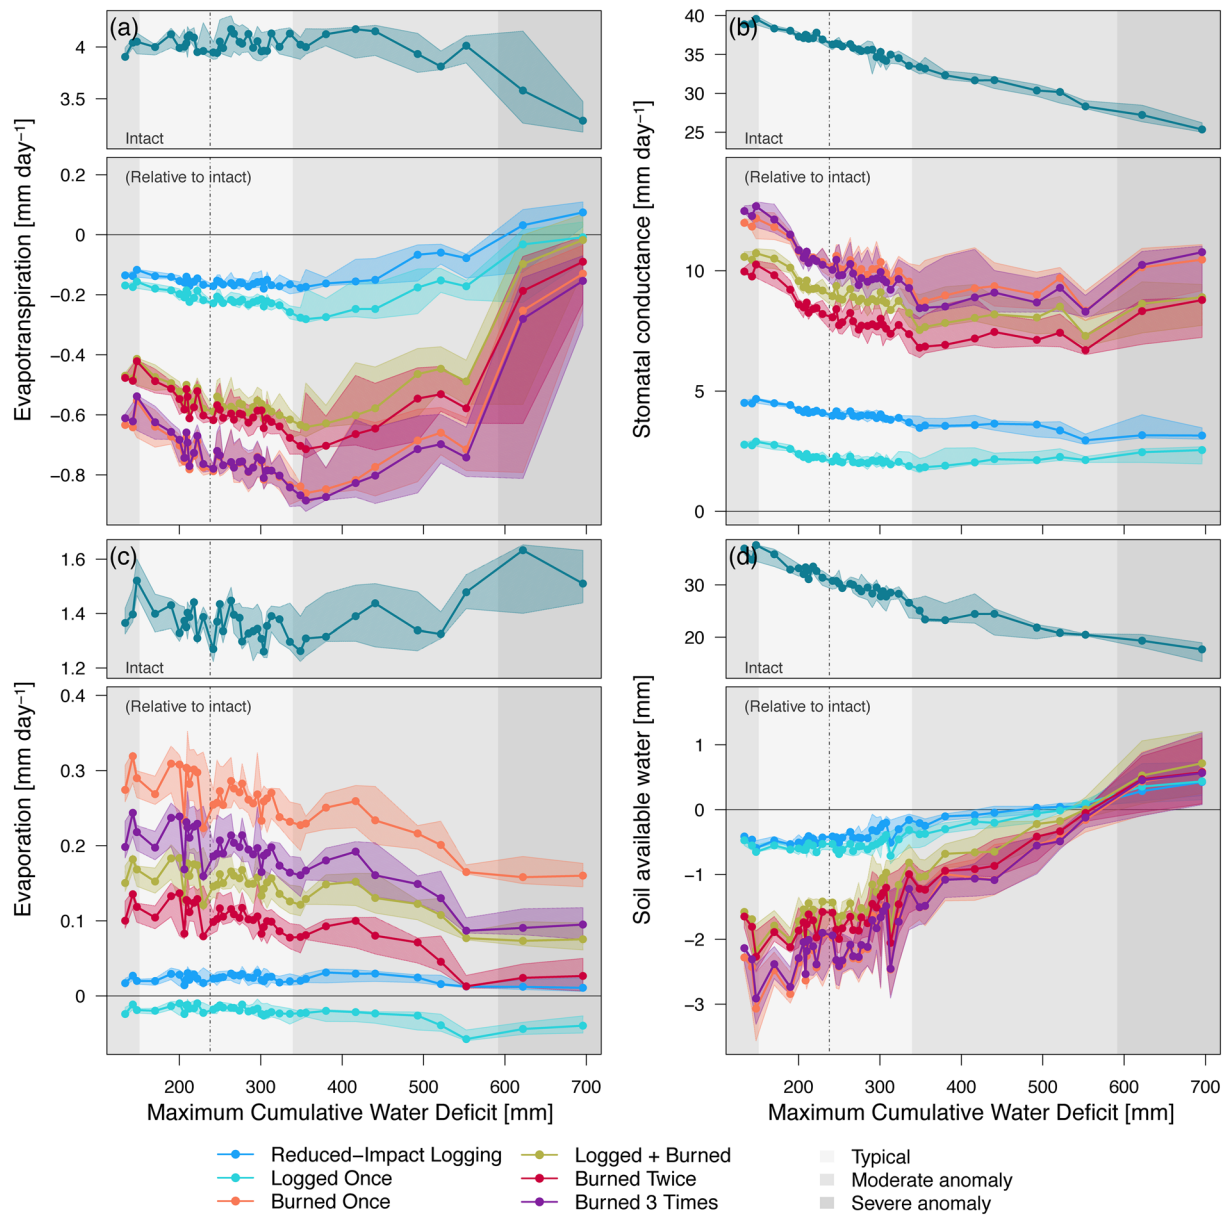 (a)
4
3.5
Intact
Evapotranspiration [mm day⁻¹]
(Relative to intact)
0.2
0
−0.2
−0.4
−0.6
−0.8
(b)
40
35
30
25
Intact
Stomatal conductance [mm day⁻¹]
(Relative to intact)
10
5
0
(c)
1.6
1.4
1.2
Intact
Evaporation [mm day⁻¹]
(Relative to intact)
0.4
0.3
0.2
0.1
0
200 300 400 500 600 700
Maximum Cumulative Water Deficit [mm]
(d)
30
20
Intact
Soil available water [mm]
(Relative to intact)
1
0
−1
−2
−3
200 300 400 500 600 700
Maximum Cumulative Water Deficit [mm]
Reduced−Impact Logging
Logged Once
Burned Once
Logged + Burned
Burned Twice
Burned 3 Times
Typical
Moderate anomaly
Severe anomaly